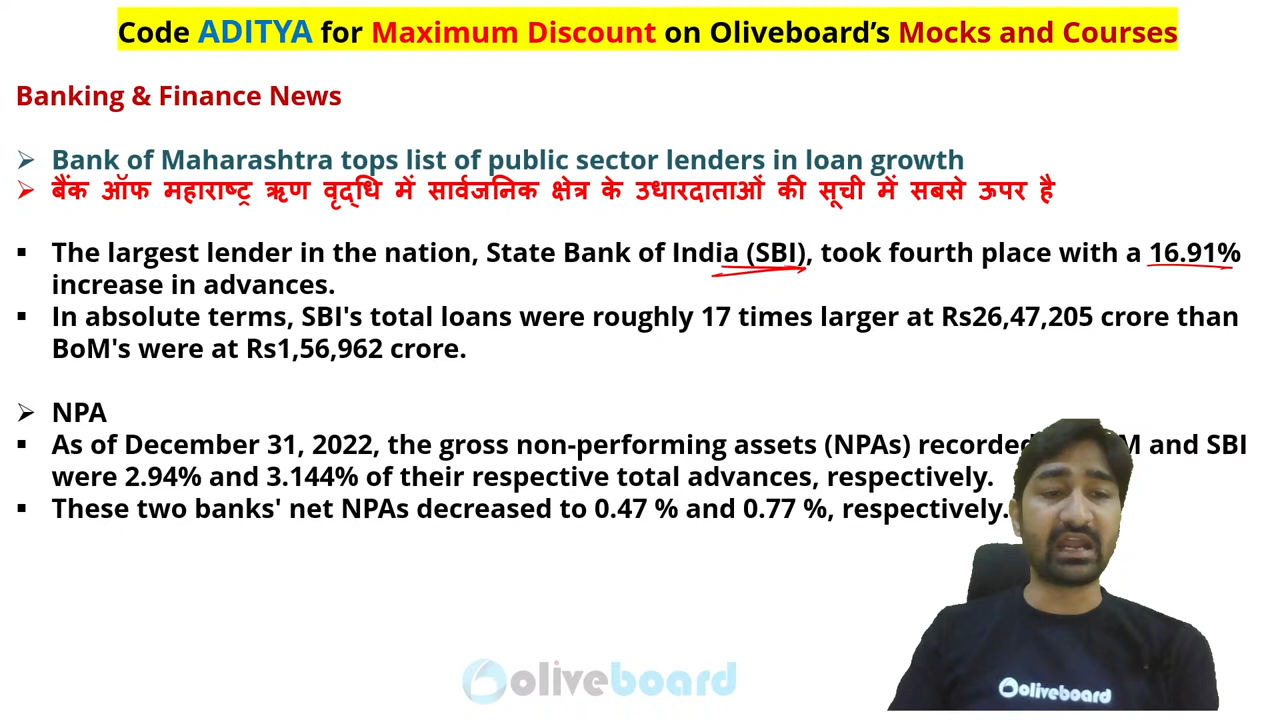 Code ADITYA for Maximum Discount on Oliveboard’s Mocks and Courses
Banking & Finance News
➢ Bank of Maharashtra tops list of public sector lenders in loan growth
➢ बैंक ऑफ महाराष्ट्र ऋण वृद्धि में सार्वजनिक क्षेत्र के उधारदाताओं की सूची में सबसे ऊपर है
▪ The largest lender in the nation, State Bank of India (SBI), took fourth place with a 16.91%
increase in advances.
▪ In absolute terms, SBI's total loans were roughly 17 times larger at Rs26,47,205 crore than
BoM's were at Rs1,56,962 crore.
➢ NPA
▪ As of December 31, 2022, the gross non-performing assets (NPAs) recorded and SBI
were 2.94% and 3.144% of their respective total advances, respectively.
▪ These two banks' net NPAs decreased to 0.47 % and 0.77 %, respectively.
oliveboard
oliveboard